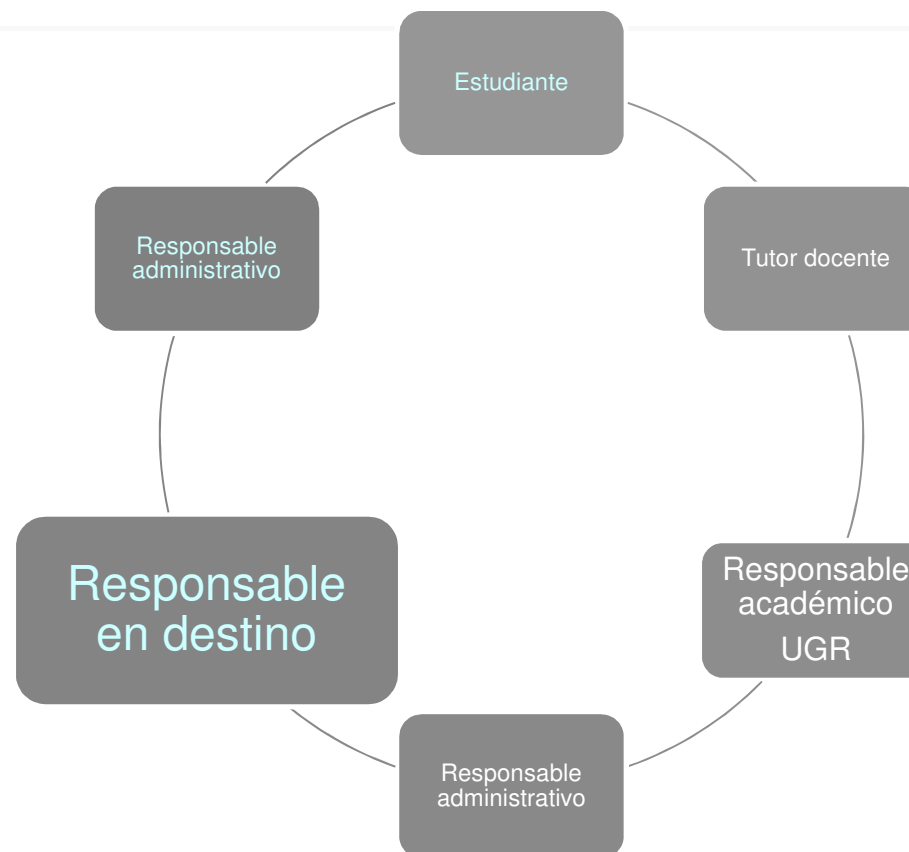 Estudiante
Responsable
administrativo
Tutor docente
Responsable
en destino
Responsable
académico
UGR
Responsable
administrativo